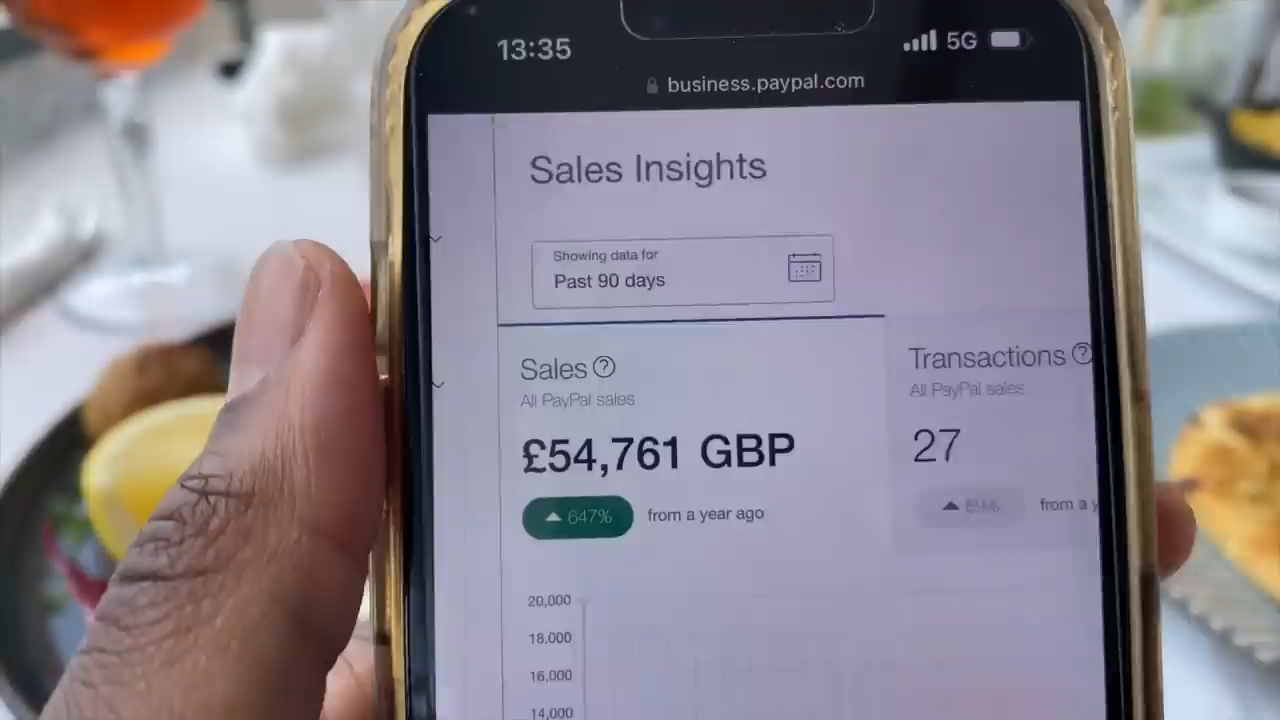 13:35
5G
business.paypal.com
Sales Insights
Showing data for
Past 90 days
Sales
All PayPal sales
£54,761 GBP
647%
from a year ago
Transactions
All PayPal sales
27
from a y
20,000
18,000
16,000
14,000